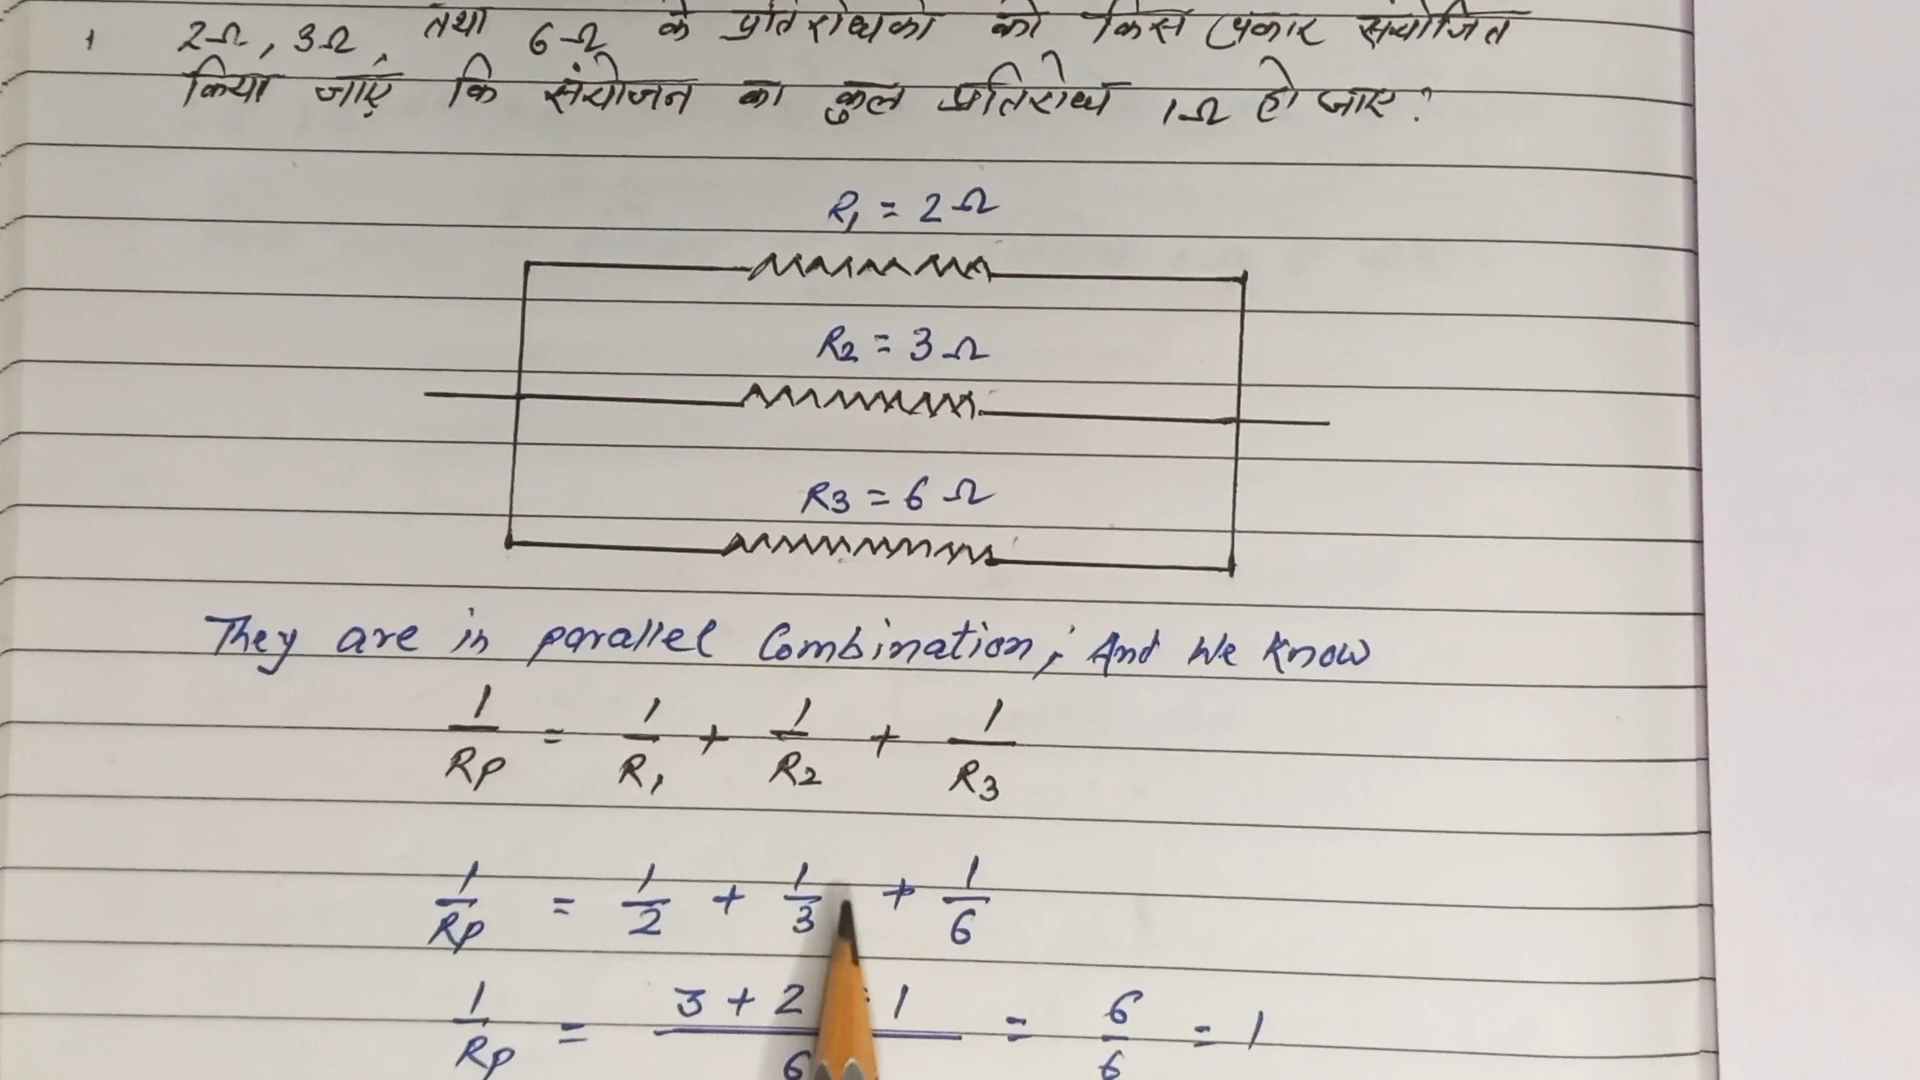 1 2Ω, 3Ω, तथा 6Ω के प्रतिरोधको को किस प्रकार संयोजित
किया जाए कि संयोजन का कुल प्रतिरोध 1Ω हो जाए?
R₁ = 2Ω
R₂ = 3Ω
R₃ = 6Ω
They are in parallel Combination; And We Know
1/Rp = 1/R₁ + 1/R₂ + 1/R₃
1/Rp = 1/2 + 1/3 + 1/6
1/Rp = 3 + 2 + 1/6 = 6/6 = 1